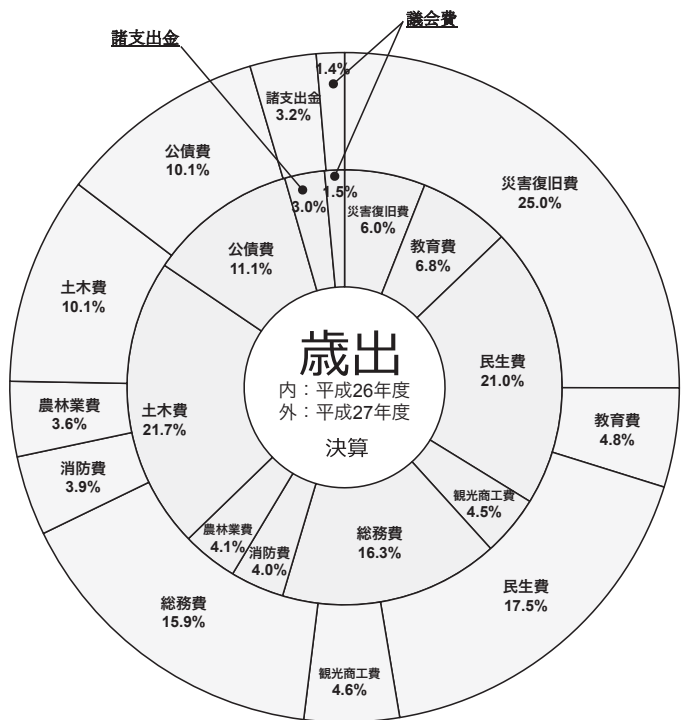 議会費
諸支出金
1.4%
諸支出金
3.2%
公債費
10.1%
災害復旧費
25.0%
3.0%
1.5%
災害復旧費
6.0%
教育費
6.8%
公債費
11.1%
土木費
10.1%
歳出
内：平成26年度
外：平成27年度
決算
民生費
21.0%
農林業費
3.6%
土木費
21.7%
教育費
4.8%
消防費
3.9%
観光商工費
4.5%
農林業費
4.1%
消防費
4.0%
総務費
16.3%
総務費
15.9%
民生費
17.5%
観光商工費
4.6%